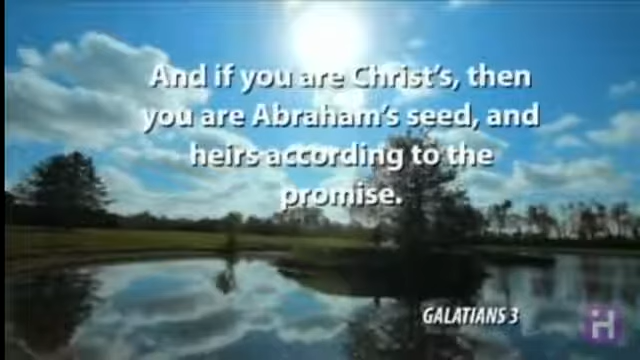 And if you are Christ's, then
you are Abraham's seed, and
heirs according to the
promise.
GALATIANS 3
H